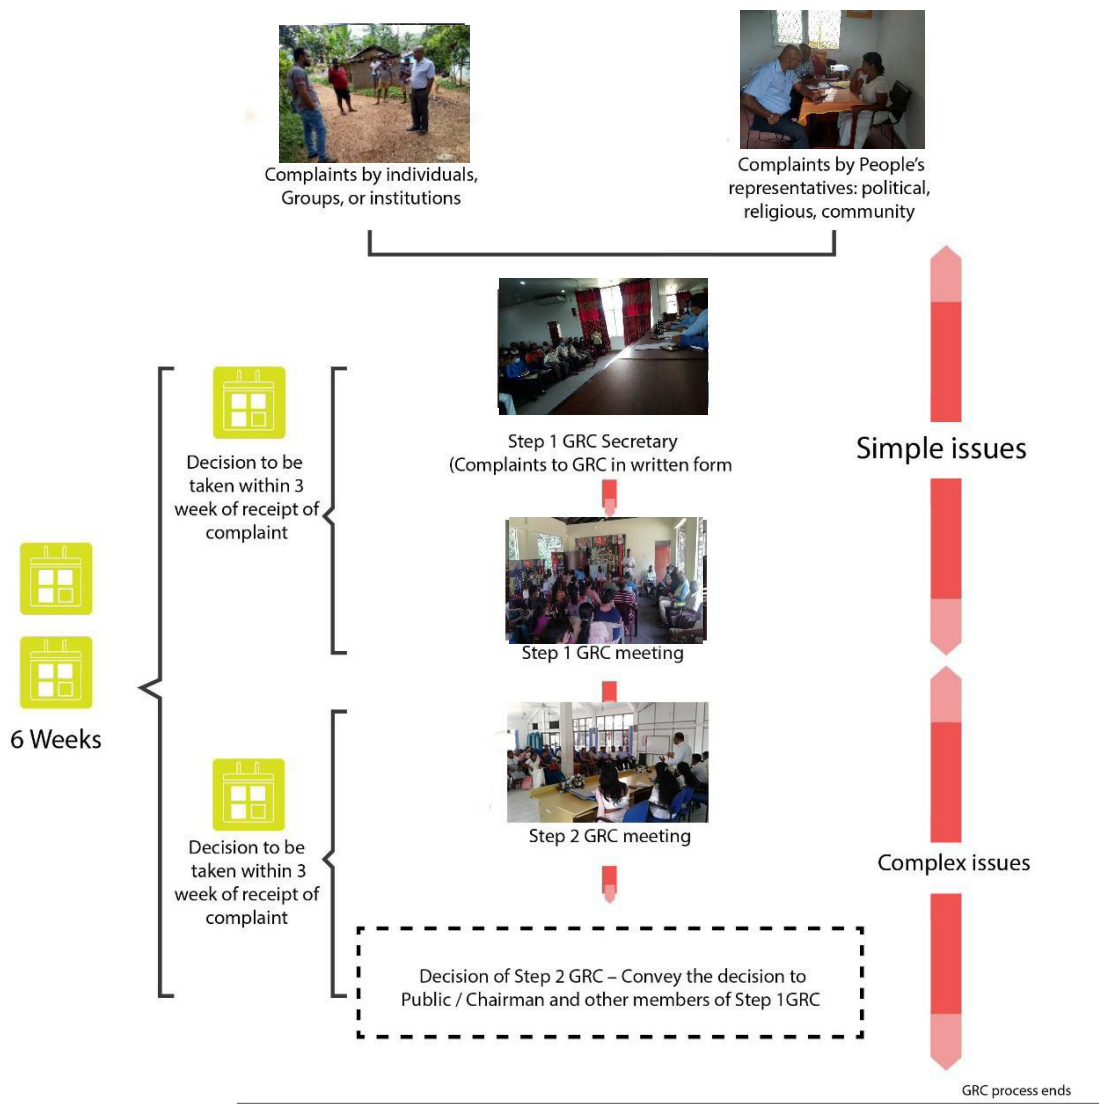 Complaints by individuals,
Groups, or institutions
Complaints by People's
representatives: political,
religious, community
Step 1 GRC Secretary
(Complaints to GRC in written form
Simple issues
Decision to be
taken within 3
week of receipt of
complaint
Step 1 GRC meeting
6 Weeks
Step 2 GRC meeting
Decision to be
taken within 3
week of receipt of
complaint
Complex issues
Decision of Step 2 GRC – Convey the decision to
Public / Chairman and other members of Step 1GRC
GRC process ends